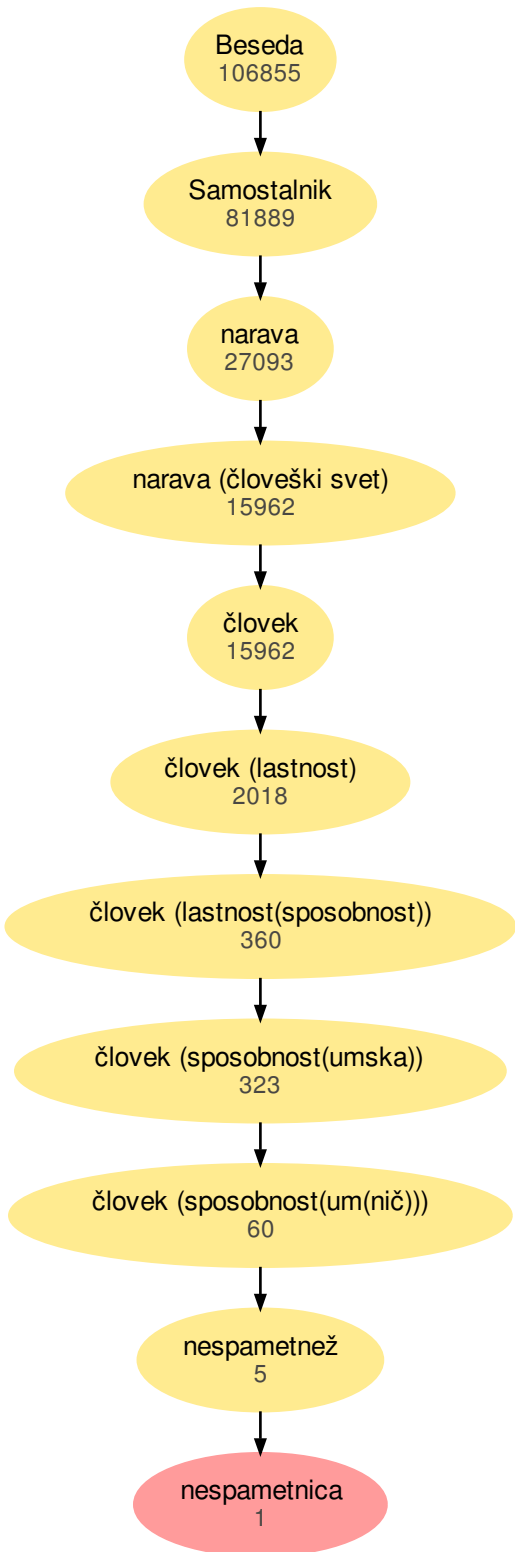 Beseda
106855
Samostalnik
81889
narava
27093
narava (človeški svet)
15962
človek
15962
človek (lastnost)
2018
človek (lastnost(sposobnost))
360
človek (sposobnost(umska))
323
človek (sposobnost(um(nič)))
60
nespametnež
5
nespametnica
1